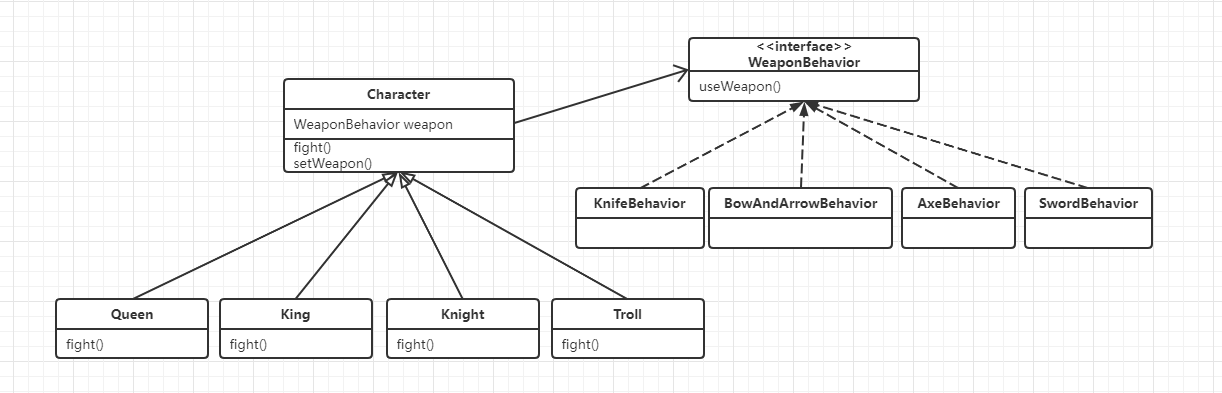 <<interface>>
WeaponBehavior
useWeapon()
Character
WeaponBehavior weapon
fight()
setWeapon()
KnifeBehavior
BowAndArrowBehavior
AxeBehavior
SwordBehavior
Queen
fight()
King
fight()
Knight
fight()
Troll
fight()